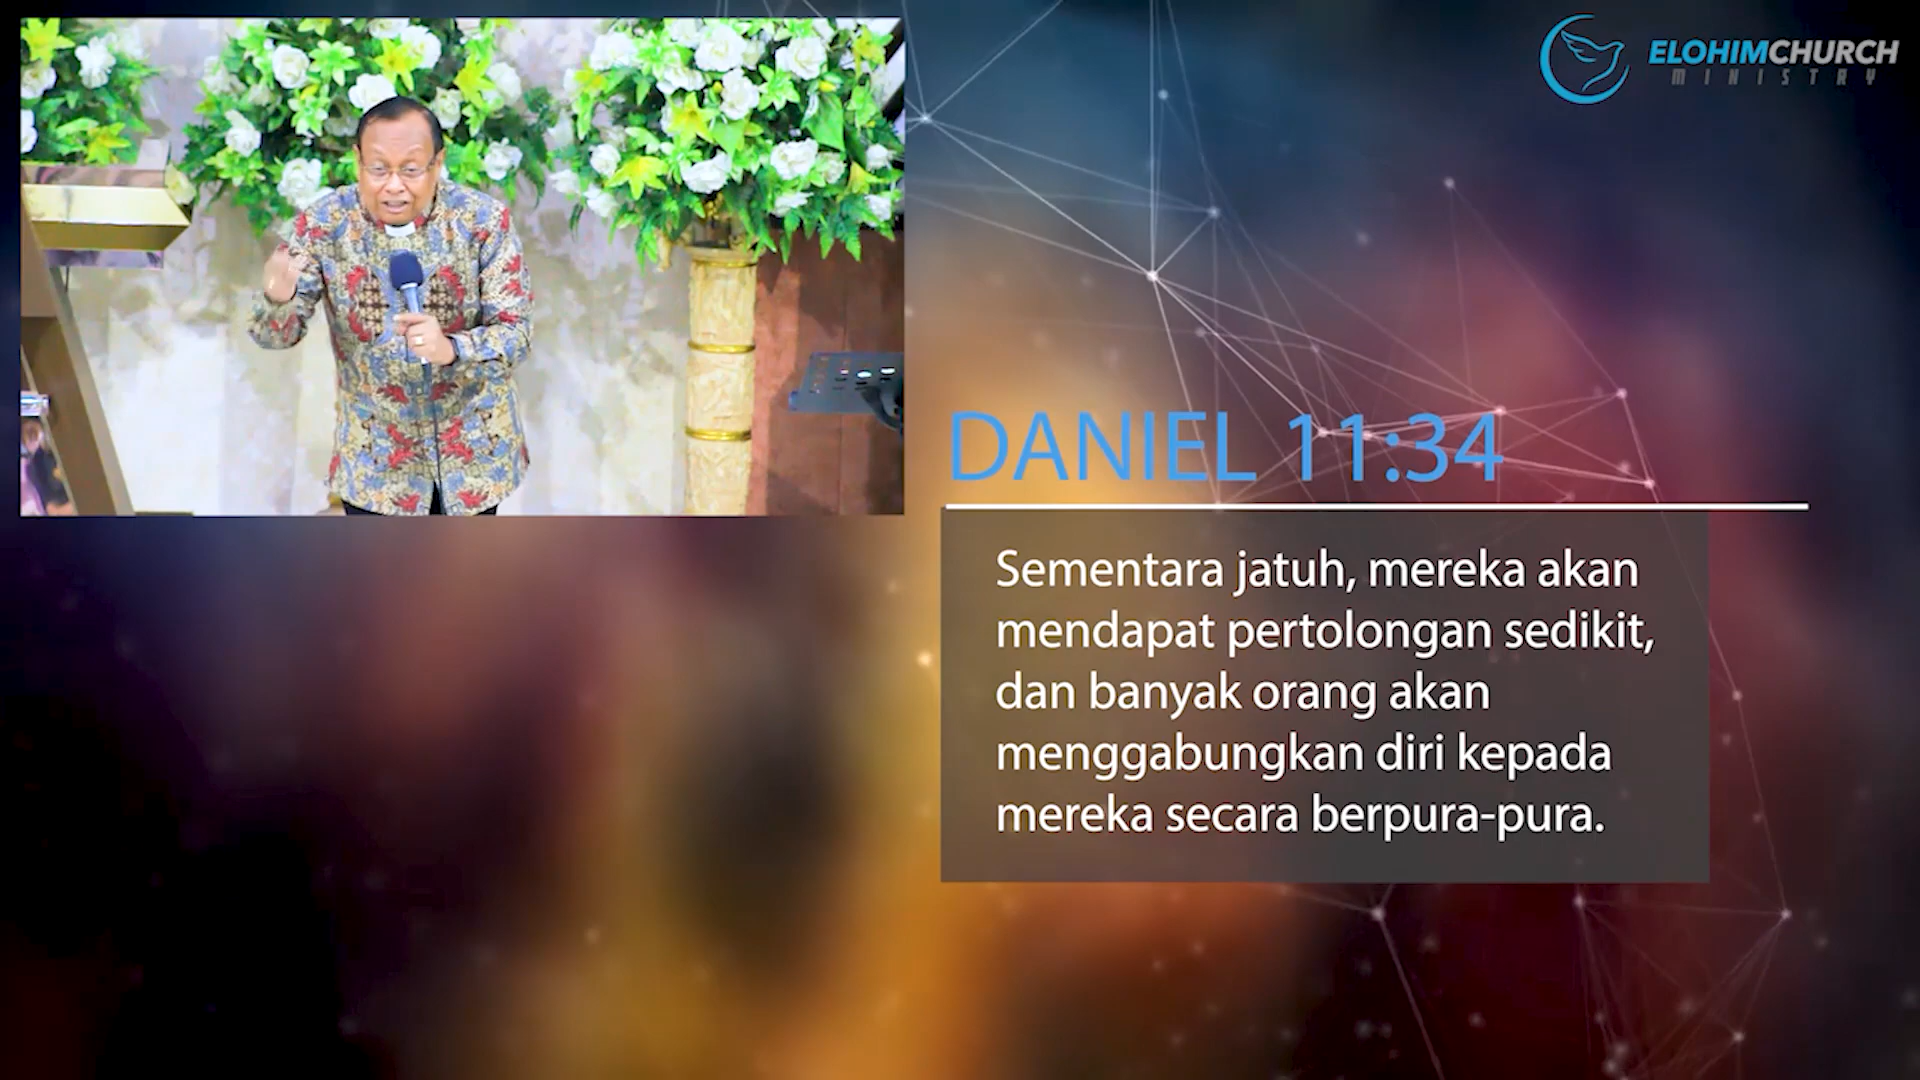 ELOHIMCHURCH
MINISTRY
DANIEL 11:34
Sementara jatuh, mereka akan
mendapat pertolongan sedikit,
dan banyak orang akan
menggabungkan diri kepada
mereka secara berpura-pura.